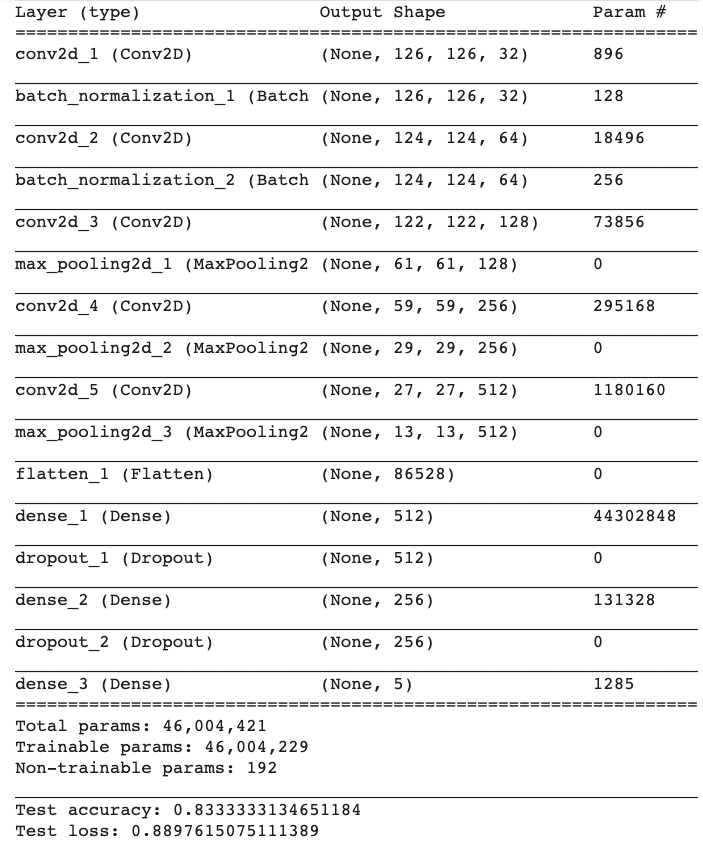 Layer (type) Output Shape Param #
=================================================================
conv2d_1 (Conv2D) (None, 126, 126, 32) 896
batch_normalization_1 (Batch (None, 126, 126, 32) 128
conv2d_2 (Conv2D) (None, 124, 124, 64) 18496
batch_normalization_2 (Batch (None, 124, 124, 64) 256
conv2d_3 (Conv2D) (None, 122, 122, 128) 73856
max_pooling2d_1 (MaxPooling2 (None, 61, 61, 128) 0
conv2d_4 (Conv2D) (None, 59, 59, 256) 295168
max_pooling2d_2 (MaxPooling2 (None, 29, 29, 256) 0
conv2d_5 (Conv2D) (None, 27, 27, 512) 1180160
max_pooling2d_3 (MaxPooling2 (None, 13, 13, 512) 0
flatten_1 (Flatten) (None, 86528) 0
dense_1 (Dense) (None, 512) 44302848
dropout_1 (Dropout) (None, 512) 0
dense_2 (Dense) (None, 256) 131328
dropout_2 (Dropout) (None, 256) 0
dense_3 (Dense) (None, 5) 1285
=================================================================
Total params: 46,004,421
Trainable params: 46,004,229
Non-trainable params: 192
Test accuracy: 0.8333333134651184
Test loss: 0.8897615075111389